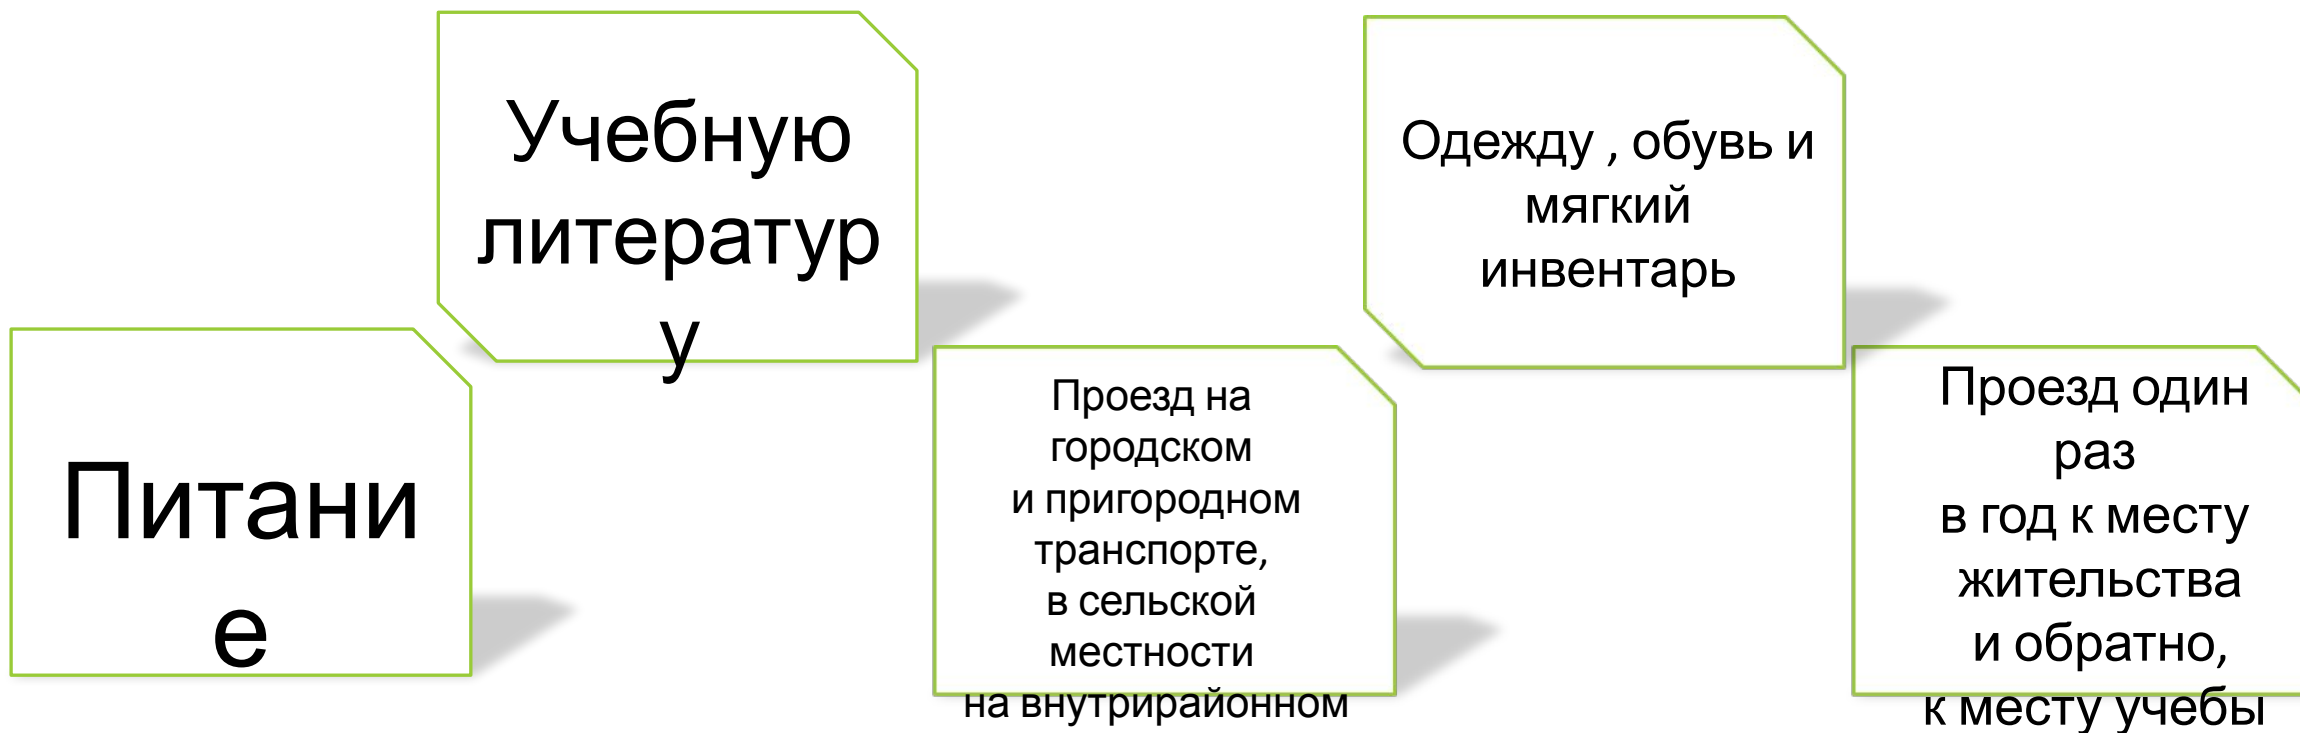 Питани
е
Учебную
литератур
у
Проезд на
городском
и пригородном
транспорте,
в сельской
местности
на внутрирайонном
Одежду , обувь и
мягкий
инвентарь
Проезд один
раз
в год к месту
жительства
и обратно,
к месту учебы